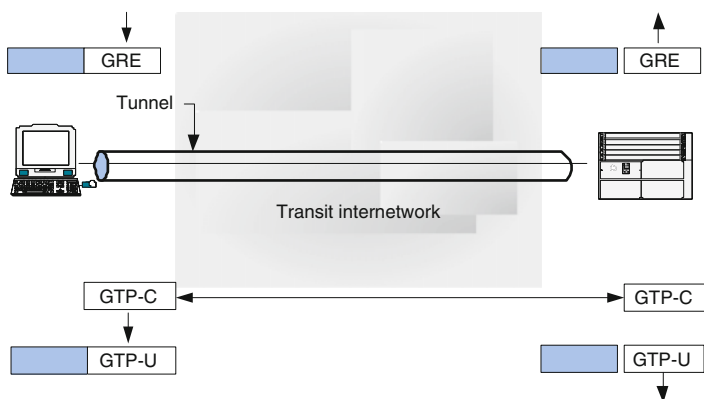 GRE
GRE
Tunnel
Transit internetwork
GTP-C
GTP-C
GTP-U
GTP-U